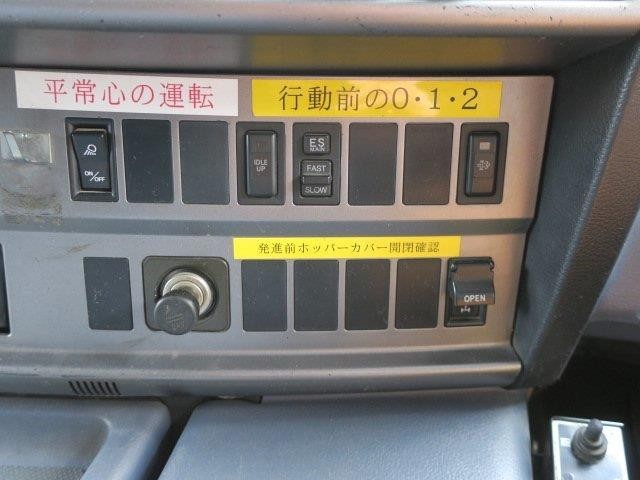 平常心の運転
行動前の0・1・2
ON/OFF
IDLE
UP
ES
MAIN
FAST
SLOW
発進前ホッパーカバー開閉確認
OPEN